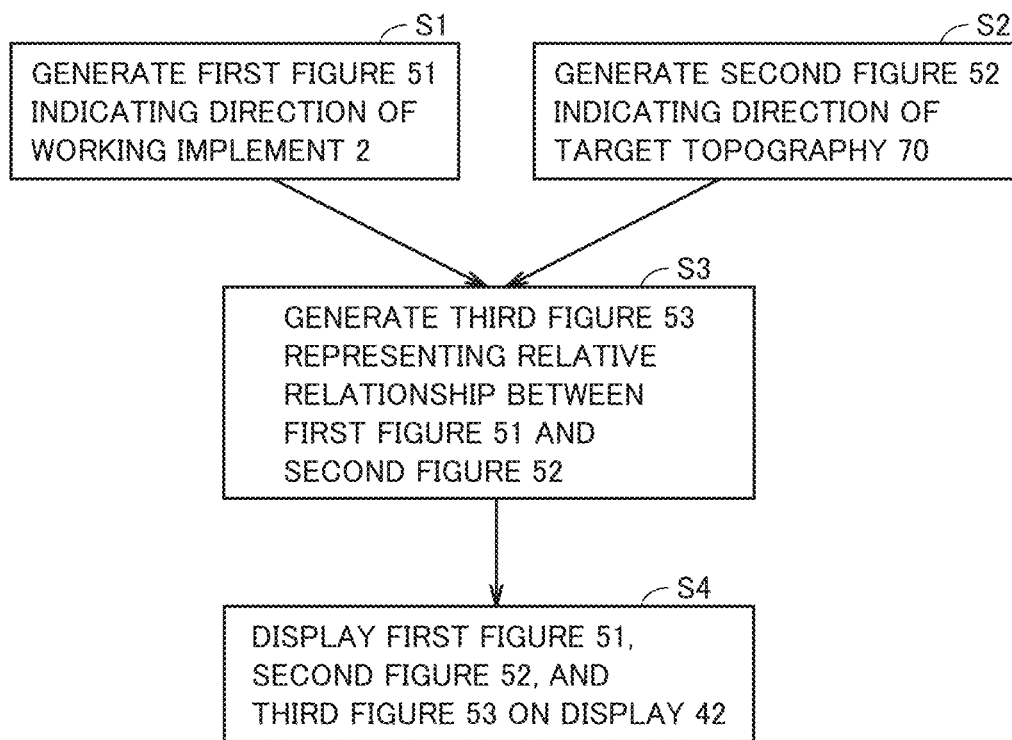 S1
GENERATE FIRST FIGURE 51
INDICATING DIRECTION OF
WORKING IMPLEMENT 2
S2
GENERATE SECOND FIGURE 52
INDICATING DIRECTION OF
TARGET TOPOGRAPHY 70
S3
GENERATE THIRD FIGURE 53
REPRESENTING RELATIVE
RELATIONSHIP BETWEEN
FIRST FIGURE 51 AND
SECOND FIGURE 52
S4
DISPLAY FIRST FIGURE 51,
SECOND FIGURE 52, AND
THIRD FIGURE 53 ON DISPLAY 42